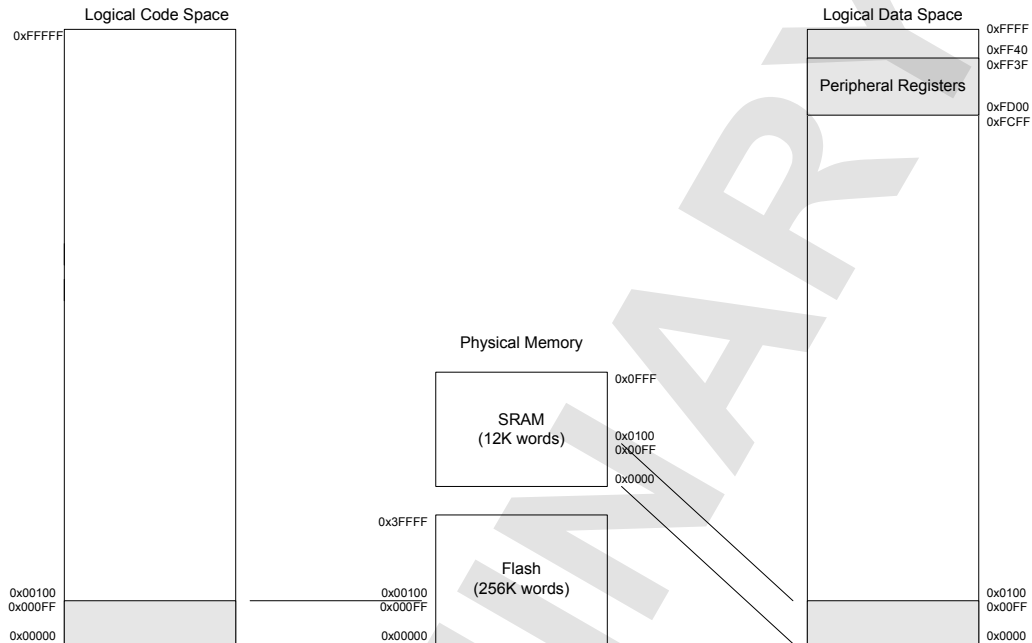 Logical Code Space
0xFFFFF
Logical Data Space
0xFFFF
0xFF40
0xFF3F
Peripheral Registers
0xFD00
0xFCFF
Physical Memory
0x0FFF
SRAM
(12K words)
0x0100
0x00FF
0x0000
0x3FFFF
Flash
(256K words)
0x00100
0x000FF
0x00000
0x00100
0x000FF
0x00000
0x0100
0x00FF
0x0000